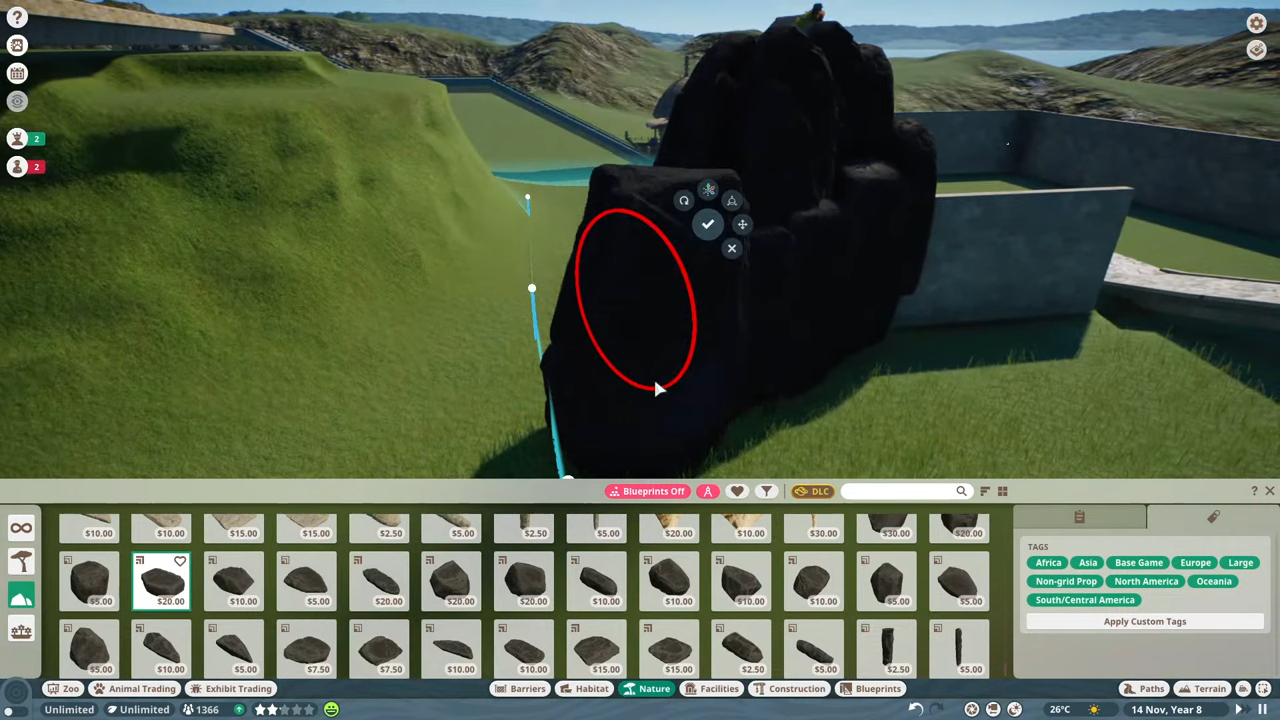 ?
2
2
Blueprints Off
DLC
? ×
$10.00 $15.00 $15.00 $15.00 $2.50 $5.00 $2.50 $5.00 $20.00 $10.00 $30.00 $30.00 $20.00
$5.00 $20.00 $10.00 $5.00 $20.00 $20.00 $20.00 $10.00 $10.00 $10.00 $10.00 $5.00 $5.00
$5.00 $10.00 $5.00 $7.50 $7.50 $10.00 $5.00 $15.00 $15.00 $2.50 $5.00 $2.50 $5.00
TAGS
Africa Asia Base Game Europe Large
Non-grid Prop North America Oceania
South/Central America
Apply Custom Tags
Zoo Animal Trading Exhibit Trading Barriers Habitat Nature Facilities Construction Blueprints Paths Terrain
Unlimited Unlimited 1366 26°C 14 Nov, Year 8